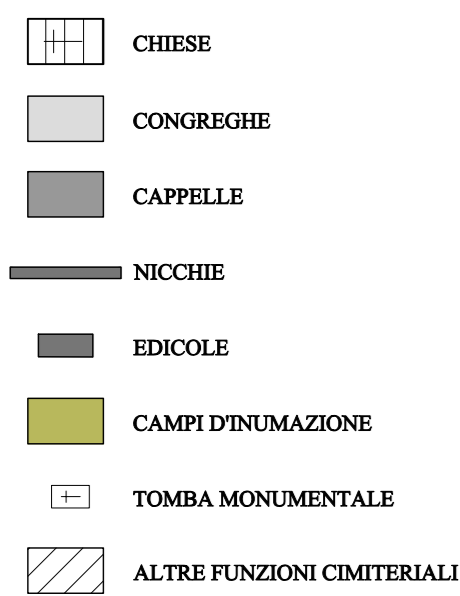 CHIESE
CONGREGHE
CAPPELLE
NICCHIE
EDICOLE
CAMPI D'INUMAZIONE
TOMBA MONUMENTALE
ALTRE FUNZIONI CIMITERIALI